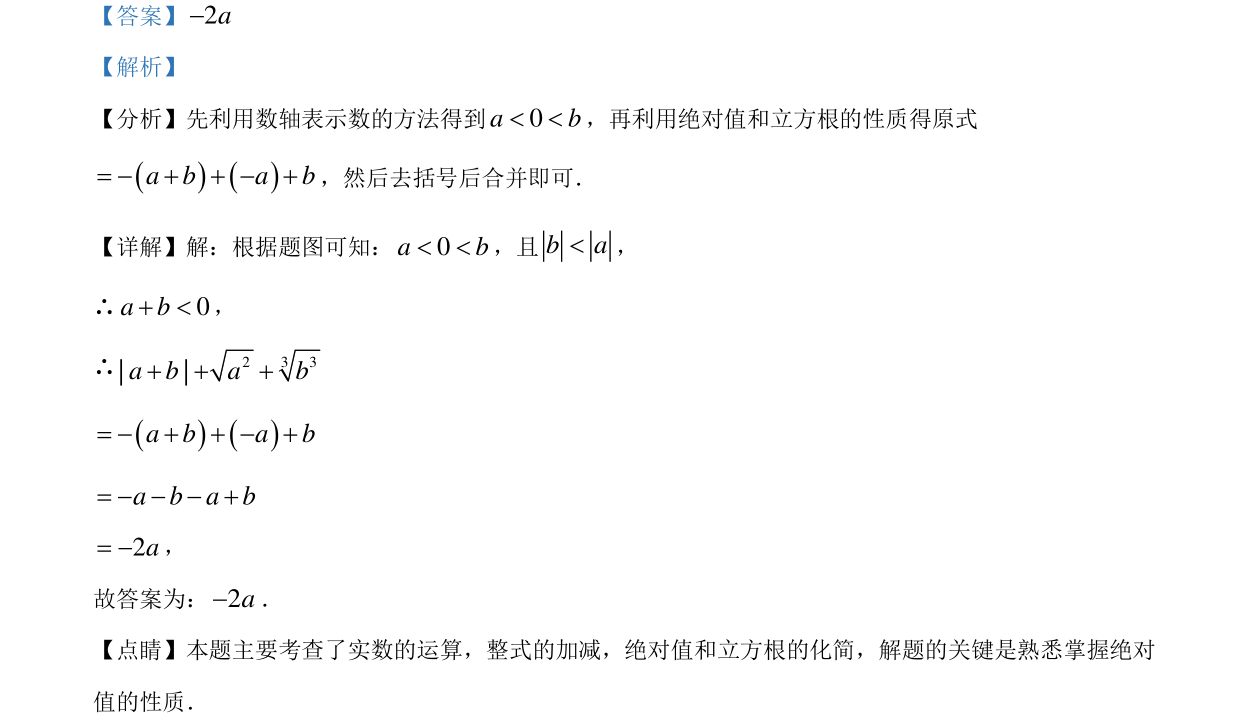 【答案】−2a
【解析】
【分析】先利用数轴表示数的方法得到 a < 0 < b，再利用绝对值和立方根的性质得原式
= −(a + b) + (−a) + b，然后去括号后合并即可．
【详解】解：根据题图可知：a < 0 < b，且 |b| < |a|，
∴ a + b < 0，
∴ | a + b | + √a² + ∛b³
= −(a + b) + (−a) + b
= −a − b − a + b
= −2a，
故答案为：−2a．
【点睛】本题主要考查了实数的运算，整式的加减，绝对值和立方根的化简，解题的关键是熟悉掌握绝对
值的性质．